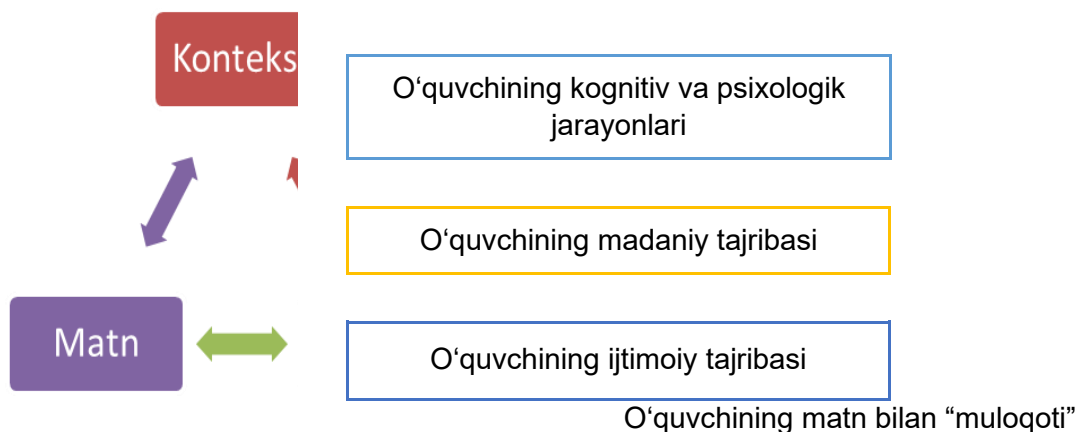 Konteks
O‘quvchining kognitiv va psixologik
jarayonlari
O‘quvchining madaniy tajribasi
Matn
O‘quvchining ijtimoiy tajribasi
O‘quvchining matn bilan “muloqoti”